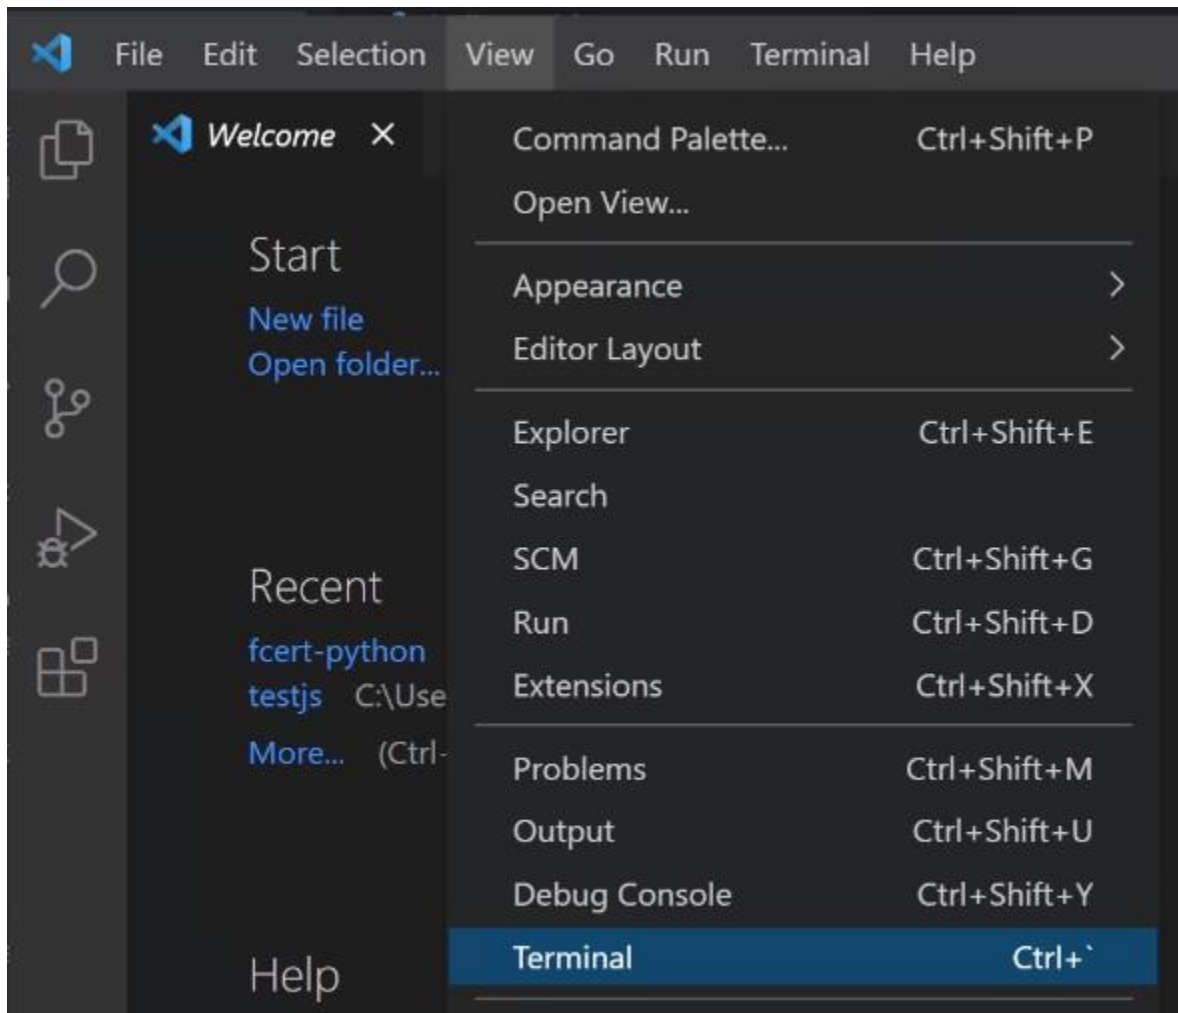 File Edit Selection View Go Run Terminal Help
Welcome
Start
New file
Open folder...
Recent
fcert-python
testjs C:\Use
More... (Ctrl-
Help
Command Palette... Ctrl+Shift+P
Open View...
Appearance
Editor Layout
Explorer Ctrl+Shift+E
Search
SCM Ctrl+Shift+G
Run Ctrl+Shift+D
Extensions Ctrl+Shift+X
Problems Ctrl+Shift+M
Output Ctrl+Shift+U
Debug Console Ctrl+Shift+Y
Terminal Ctrl+`